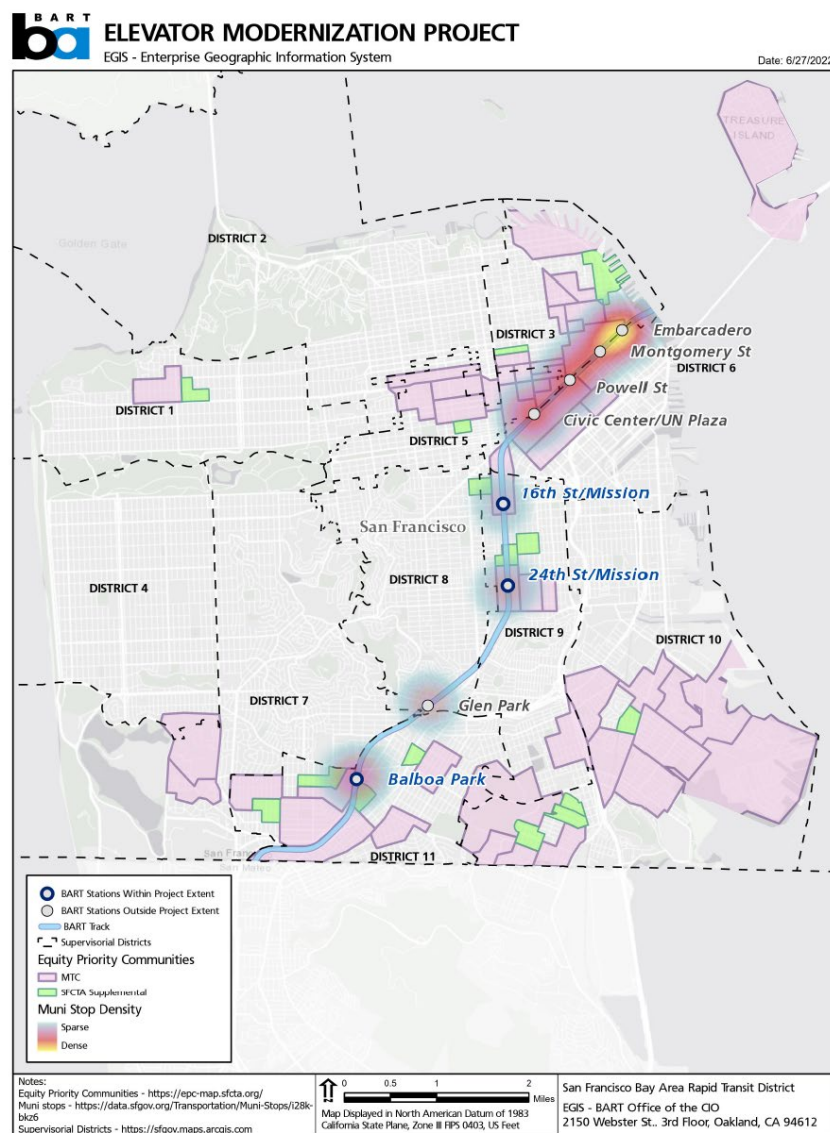 BART
ba
ELEVATOR MODERNIZATION PROJECT
EGIS - Enterprise Geographic Information System
Date: 6/27/2022
TREASURE
ISLAND
Golden Gate
DISTRICT 2
DISTRICT 3
Embarcadero
Montgomery St
DISTRICT 6
Powell St
DISTRICT 1
Civic Center/UN Plaza
DISTRICT 5
16th St/Mission
San Francisco
24th St/Mission
DISTRICT 8
DISTRICT 4
DISTRICT 9
DISTRICT 10
DISTRICT 7
Glen Park
Balboa Park
San Fran
San Mateo
DISTRICT 11
BART Stations Within Project Extent
BART Stations Outside Project Extent
BART Track
Supervisorial Districts
Equity Priority Communities
MTC
SFCTA Supplemental
Muni Stop Density
Sparse
Dense
Notes:
Equity Priority Communities - https://epc-map.sfcta.org/
Muni stops - https://data.sfgov.org/Transportation/Muni-Stops/i28k-
bkz6
Supervisorial Districts - https://sfgov.maps.arcgis.com
0 0.5 1 2
Miles
Map Displayed in North American Datum of 1983
California State Plane, Zone III FIPS 0403, US Feet
San Francisco Bay Area Rapid Transit District
EGIS - BART Office of the CIO
2150 Webster St.. 3rd Floor, Oakland, CA 94612